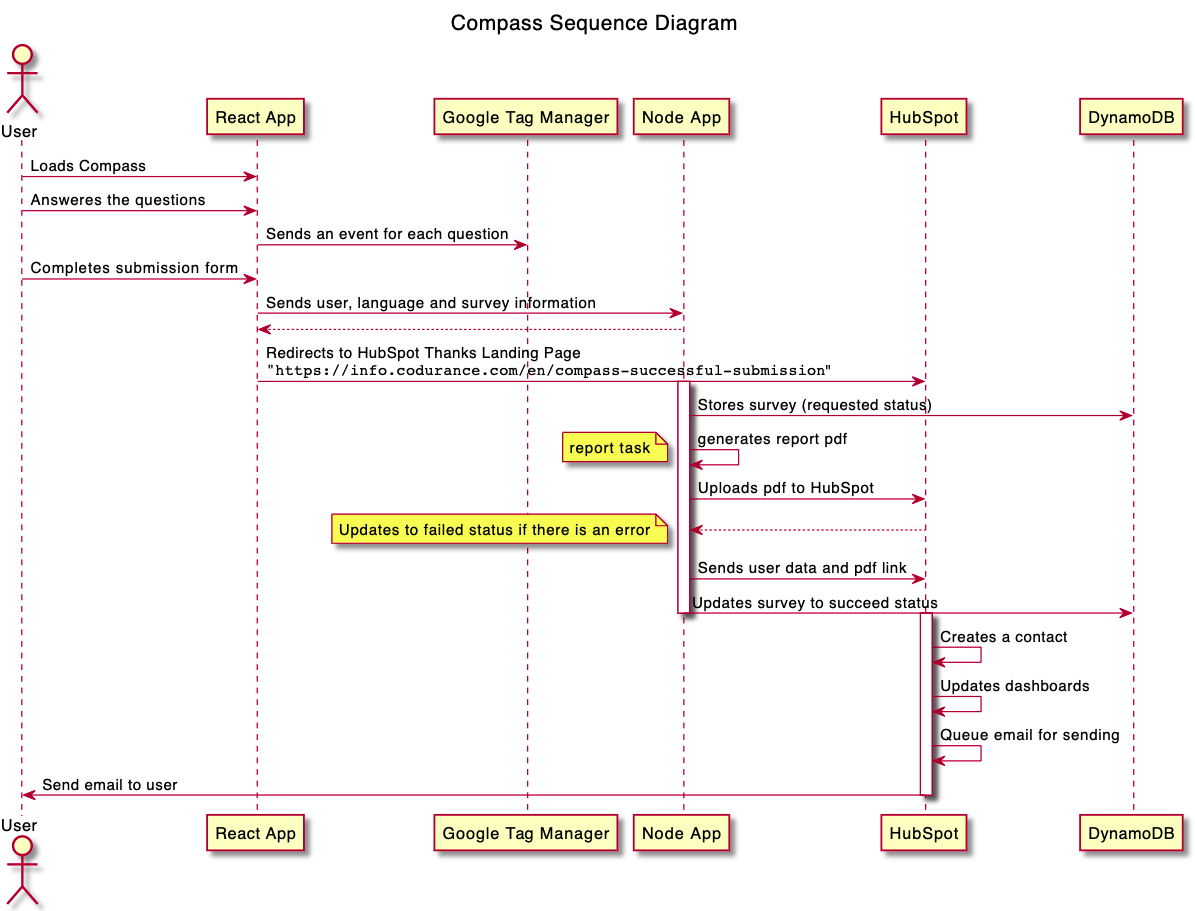 Compass Sequence Diagram
User
React App
Google Tag Manager
Node App
HubSpot
DynamoDB
Loads Compass
Answeres the questions
Sends an event for each question
Completes submission form
Sends user, language and survey information
Redirects to HubSpot Thanks Landing Page
"https://info.codurance.com/en/compass-successful-submission"
Stores survey (requested status)
report task
generates report pdf
Uploads pdf to HubSpot
Updates to failed status if there is an error
Sends user data and pdf link
Updates survey to succeed status
Creates a contact
Updates dashboards
Queue email for sending
Send email to user
User
React App
Google Tag Manager
Node App
HubSpot
DynamoDB